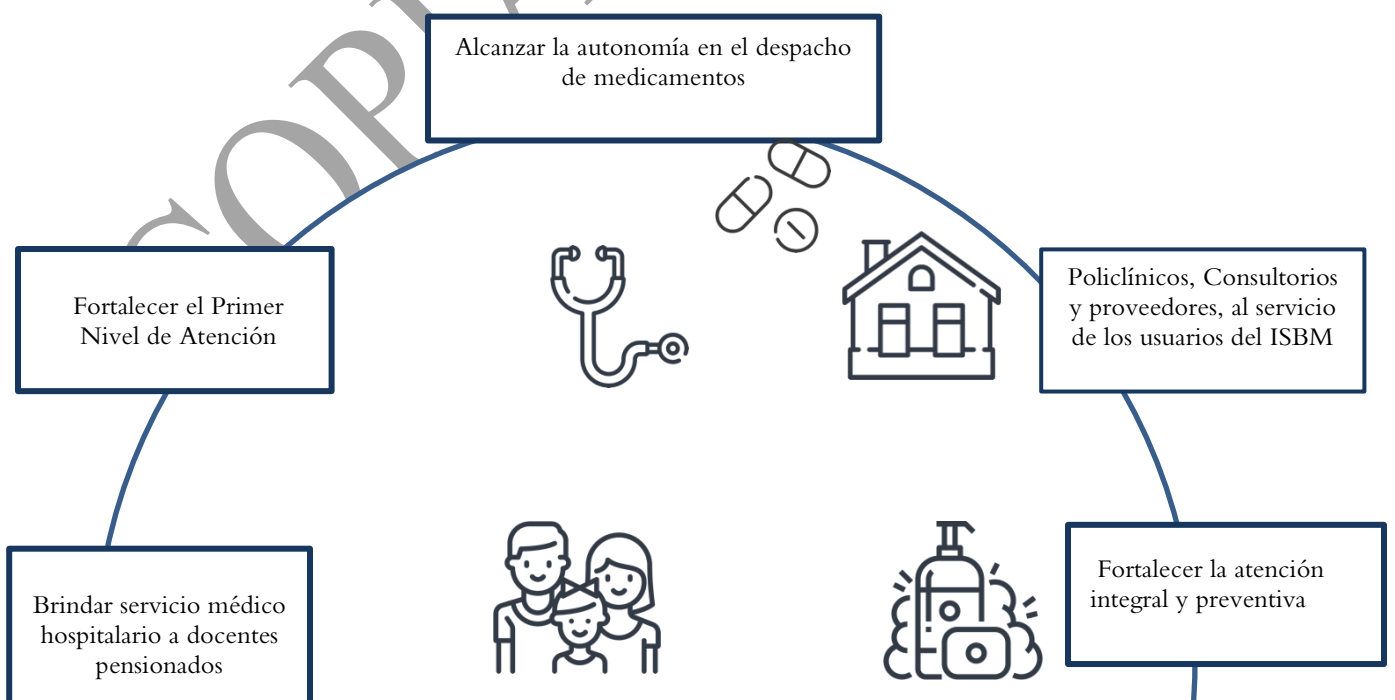 COPIA
Alcanzar la autonomía en el despacho
de medicamentos
Fortalecer el Primer
Nivel de Atención
Policlínicos, Consultorios
y proveedores, al servicio
de los usuarios del ISBM
Brindar servicio médico
hospitalario a docentes
pensionados
Fortalecer la atención
integral y preventiva